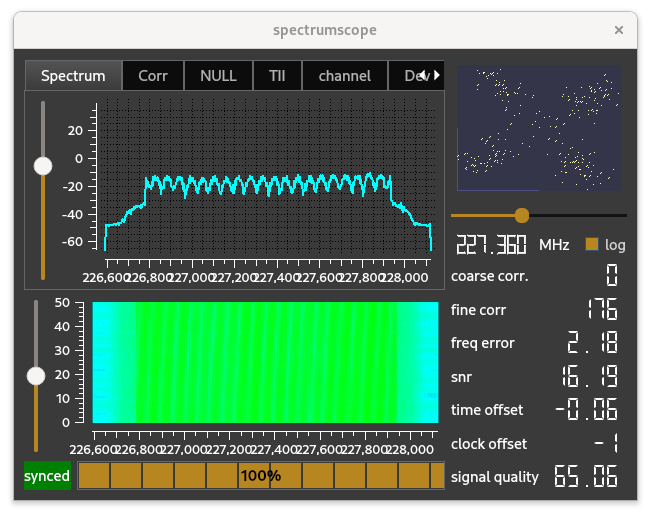 spectrumscope ×
Spectrum Corr NULL TII channel Dev
20
0
-20
-40
-60
226,600 226,800 227,000 227,200 227,400 227,600 227,800 228,000
227.360 MHz log
coarse corr. 0
fine corr 176
freq error 2.18
snr 16.19
time offset -0.06
clock offset -1
signal quality 65.06
50
40
30
20
10
0
226,600 226,800 227,000 227,200 227,400 227,600 227,800 228,000
synced 100%